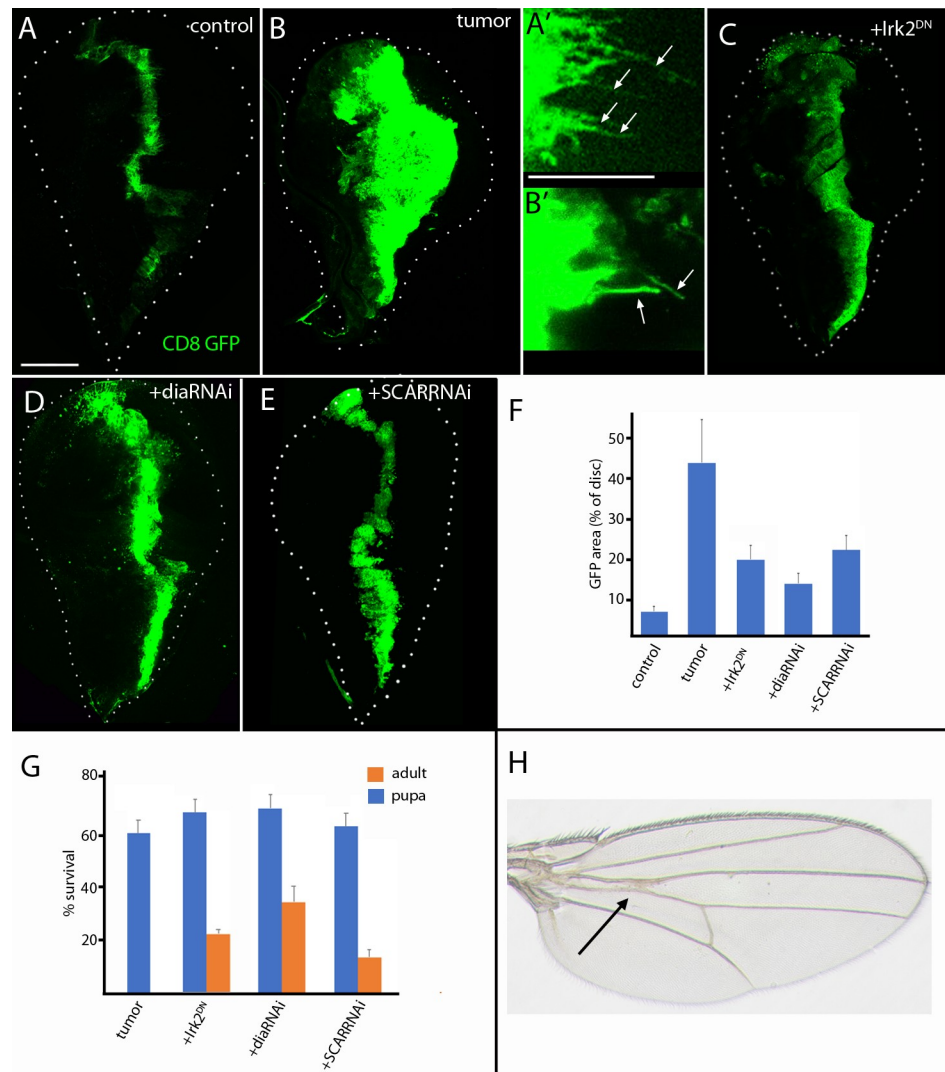 A
control
B
tumor
A′
C
+Irk2DN
B′
CD8 GFP
D
+diaRNAi
E
+SCARRNAi
F
GFP area (% of disc)
50
40
30
20
10
control
tumor
+Irk2DN
+diaRNAi
+SCARRNAi
G
adult
pupa
% survival
80
60
40
20
tumor
+Irk2DN
+diaRNAi
+SCARRNAi
H